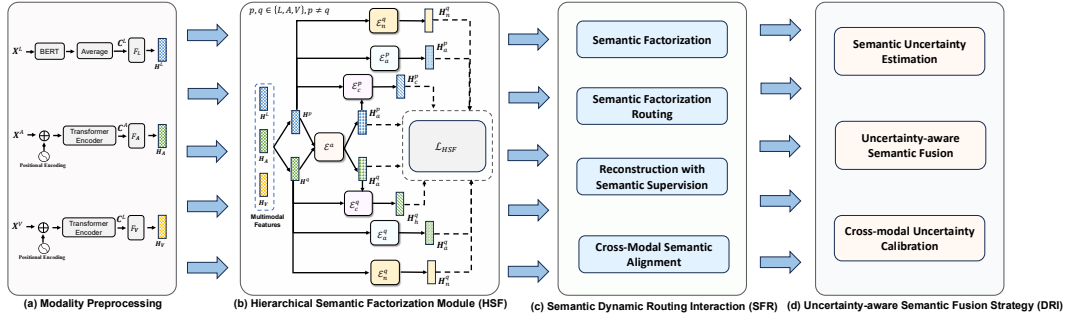 X^L
BERT
Average
C^L
F_L
H^L
X^A
Positional Encoding
Transformer
Encoder
C^A
F_A
H_A
X^V
Positional Encoding
Transformer
Encoder
C^L
F_V
H_V
(a) Modality Preprocessing
p, q ∈ {L, A, V}, p ≠ q
H^L
H_A
H_V
Multimodal
Features
H^p
H^q
ℰ^a
ℰ_n^q
H_n^q
ℰ_a^p
H_a^p
ℰ_c^p
H_c^p
H_a^p
H_a^q
ℰ_c^q
H_h^q
ℰ_a^q
H_a^q
ℰ_n^q
H_n^q
ℒ_HSF
(b) Hierarchical Semantic Factorization Module (HSF)
Semantic Factorization
Semantic Factorization
Routing
Reconstruction with
Semantic Supervision
Cross-Modal Semantic
Alignment
(c) Semantic Dynamic Routing Interaction (SFR)
Semantic Uncertainty
Estimation
Uncertainty-aware
Semantic Fusion
Cross-modal Uncertainty
Calibration
(d) Uncertainty-aware Semantic Fusion Strategy (DRI)